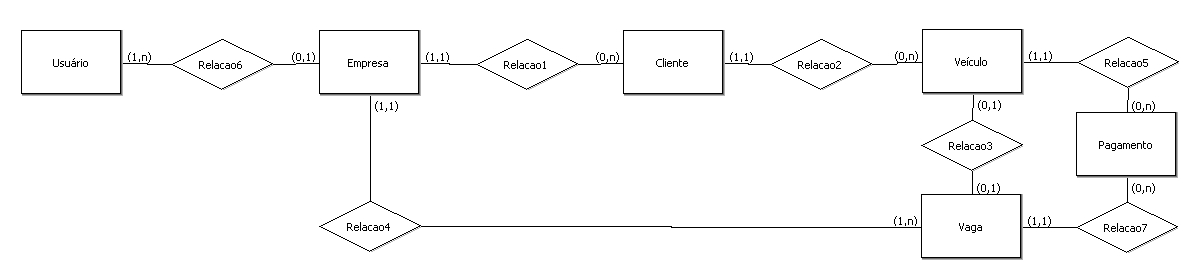 Usuário
(1,n)
Relacao6
(0,1)
Empresa
(1,1)
Relacao1
(0,n)
Cliente
(1,1)
Relacao2
(0,n)
Veículo
(1,1)
Relacao5
(1,1)
(0,1)
(0,n)
Relacao3
Pagamento
(0,1)
(0,n)
Relacao4
(1,n)
Vaga
(1,1)
Relacao7